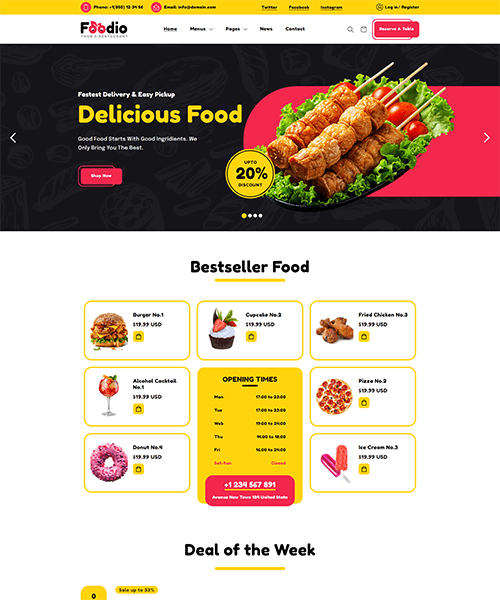 Phone: +1(850) 12 34 56
Email: info@domain.com
Twitter
Facebook
Instagram
Log in/ Register
Foodio
FOOD & RESTAURENT
Home
Menus
Pages
News
Contact
Reserve A Table
Fastest Delivery & Easy Pickup
Delicious Food
Good Food Starts With Good Ingridients. We
Only Bring You The Best.
Shop Now
UPTO
20%
DISCOUNT
Bestseller Food
Burger No.1
$19.99 USD
Cupcake No.2
$19.99 USD
Fried Chicken No.3
$19.99 USD
Alcohol Cocktail
No.1
$19.99 USD
OPENING TIMES
Mon 17:00 to 23:00
Tue 17:00 to 23:00
Web 19:00 to 24:00
Thu 14:00 to 18:00
Fri 16:00 to 24:00
Sat-Sun: Closed
+1 234 567 891
Avenue New Town 134 United State
Pizza No.2
$19.99 USD
Donut No.4
$19.99 USD
Ice Cream No.3
$19.99 USD
Deal of the Week
0
Sale up to 33%